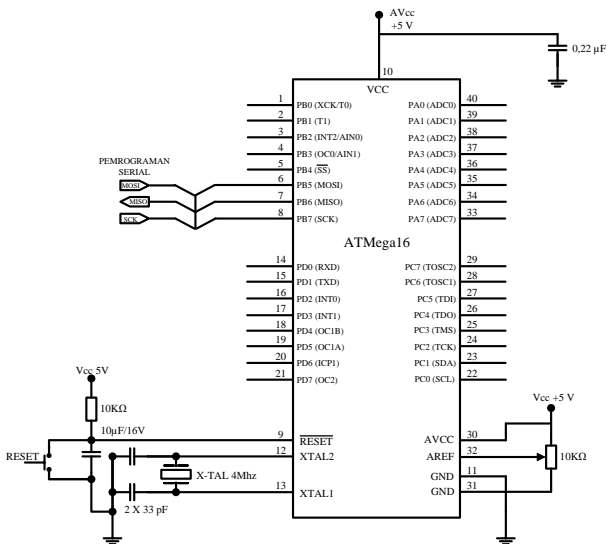 AVcc
+5 V
0,22 µF
10
VCC
1 PB0 (XCK/T0) PA0 (ADC0) 40
2 PB1 (T1) PA1 (ADC1) 39
3 PB2 (INT2/AIN0) PA2 (ADC2) 38
4 PB3 (OC0/AIN1) PA3 (ADC3) 37
5 PB4 (SS) PA4 (ADC4) 36
PEMROGRAMAN
SERIAL
MOSI 6 PB5 (MOSI) PA5 (ADC5) 35
MISO 7 PB6 (MISO) PA6 (ADC6) 34
SCK 8 PB7 (SCK) PA7 (ADC7) 33
ATMega16
14 PD0 (RXD) PC7 (TOSC2) 29
15 PD1 (TXD) PC6 (TOSC1) 28
16 PD2 (INT0) PC5 (TDI) 27
17 PD3 (INT1) PC4 (TDO) 26
18 PD4 (OC1B) PC3 (TMS) 25
19 PD5 (OC1A) PC2 (TCK) 24
20 PD6 (ICP1) PC1 (SDA) 23
21 PD7 (OC2) PC0 (SCL) 22
Vcc 5V
10KΩ
10µF/16V
RESET
9 RESET
12 XTAL2
X-TAL 4Mhz
13 XTAL1
2 X 33 pF
Vcc +5 V
AVCC 30
AREF 32
10KΩ
GND 11
GND 31